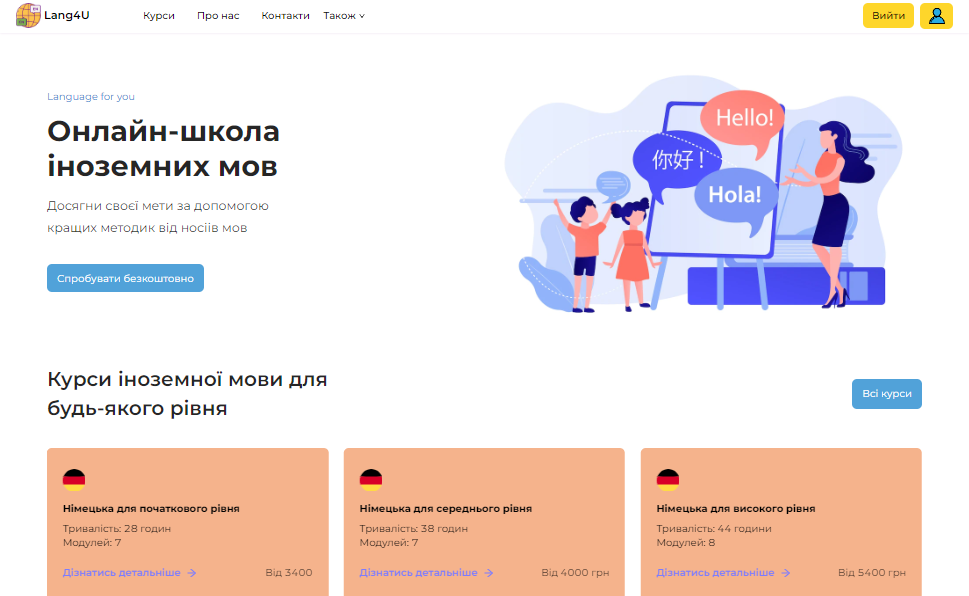 Lang4U
Курси Про нас Контакти Також
Вийти
Language for you
Онлайн-школа
іноземних мов
Досягни своєї мети за допомогою
кращих методик від носіїв мов
Спробувати безкоштовно
Hello!
你好！
Hola!
Курси іноземної мови для
будь-якого рівня
Всі курси
Німецька для початкового рівня
Тривалість: 28 годин
Модулей: 7
Дізнатись детальніше → Від 3400
Німецька для середнього рівня
Тривалість: 38 годин
Модулей: 7
Дізнатись детальніше → Від 4000 грн
Німецька для високого рівня
Тривалість: 44 години
Модулей: 8
Дізнатись детальніше → Від 5400 грн